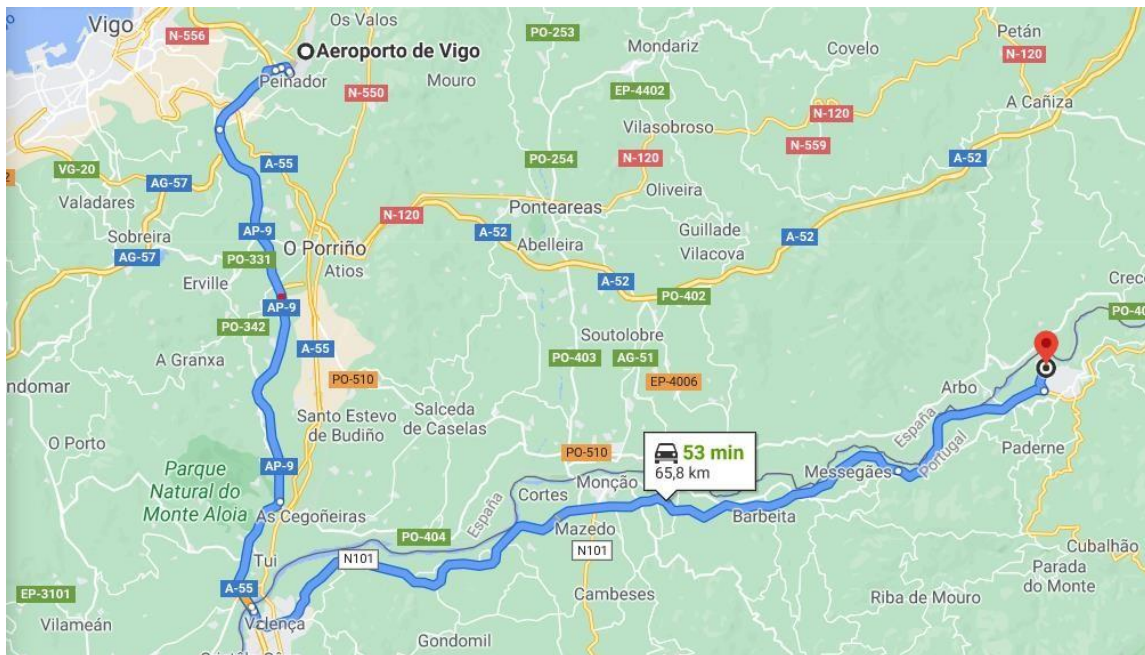 Vigo
N-556
Os Valos
PO-253
Mondariz
Covelo
Petán
N-120
Aeroporto de Vigo
Peinador
Mouro
N-550
EP-4402
A Cañiza
N-120
Vilasobroso
N-559
A-52
A-55
VG-20
AG-57
PO-254
N-120
Oliveira
Valadares
N-120
Ponteareas
Guillade
Sobreira
AP-9
O Porriño
A-52
Abelleira
Vilacova
A-52
AG-57
PO-331
Atios
Erville
A-52
PO-402
AP-9
PO-342
Soutolobre
A Granxa
A-55
PO-403
AG-51
PO-510
EP-4006
Arbo
ndomar
Salceda
de Caselas
Santo Estevo
de Budiño
España
Portugal
O Porto
53 min
65,8 km
Paderne
PO-510
Parque
Natural do
Monte Aloia
AP-9
Messegães
Monção
Cortes
España
As Cegoñeiras
Mazedo
Barbeita
PO-404
Tui
N101
N101
Cubalhão
Parada
do Monte
A-55
EP-3101
Cambeses
Riba de Mouro
Vilameán
Valença
Gondomil